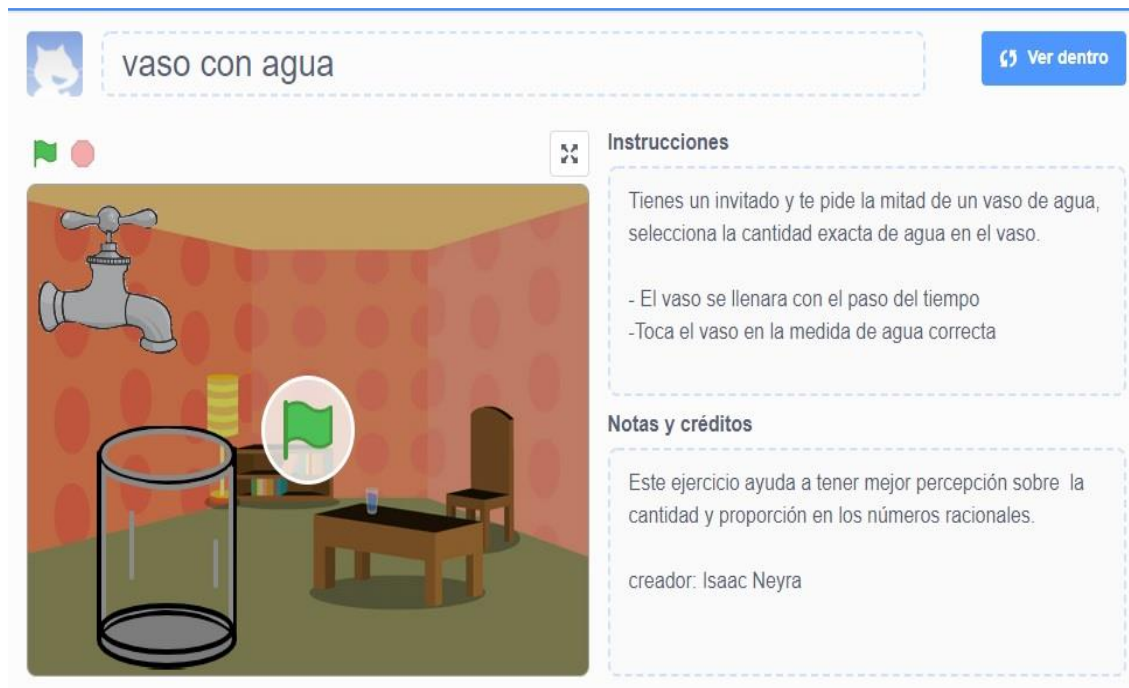 vaso con agua
Ver dentro
Instrucciones
Tienes un invitado y te pide la mitad de un vaso de agua,
selecciona la cantidad exacta de agua en el vaso.
- El vaso se llenara con el paso del tiempo
-Toca el vaso en la medida de agua correcta
Notas y créditos
Este ejercicio ayuda a tener mejor percepción sobre la
cantidad y proporción en los números racionales.
creador: Isaac Neyra